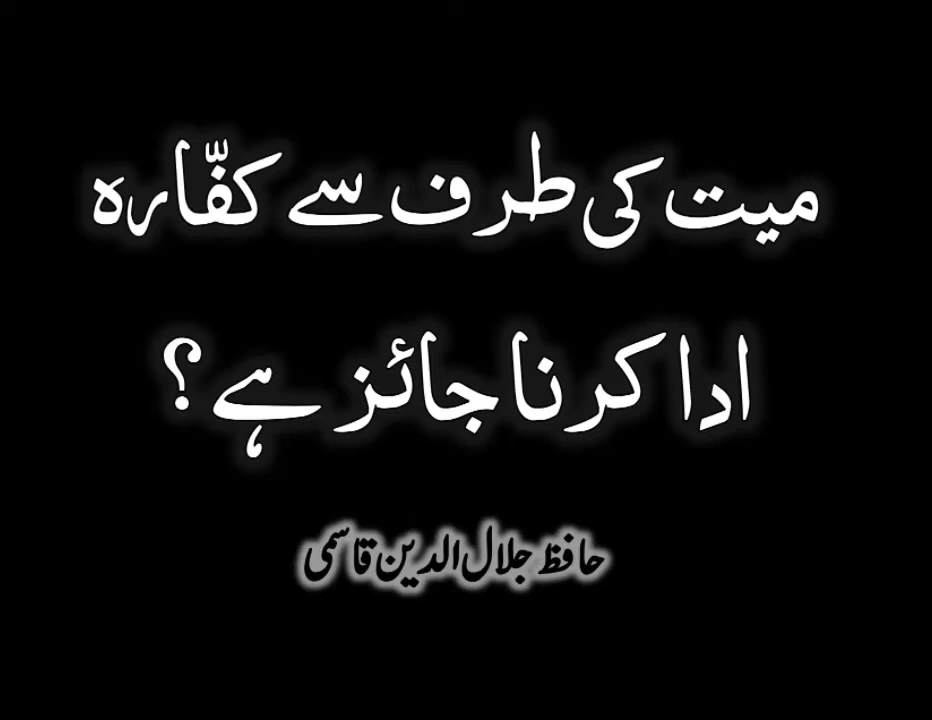 میت کی طرف سے کفّارہ
ادا کرنا جائز ہے؟
حافظ جلال الدین قاسمی